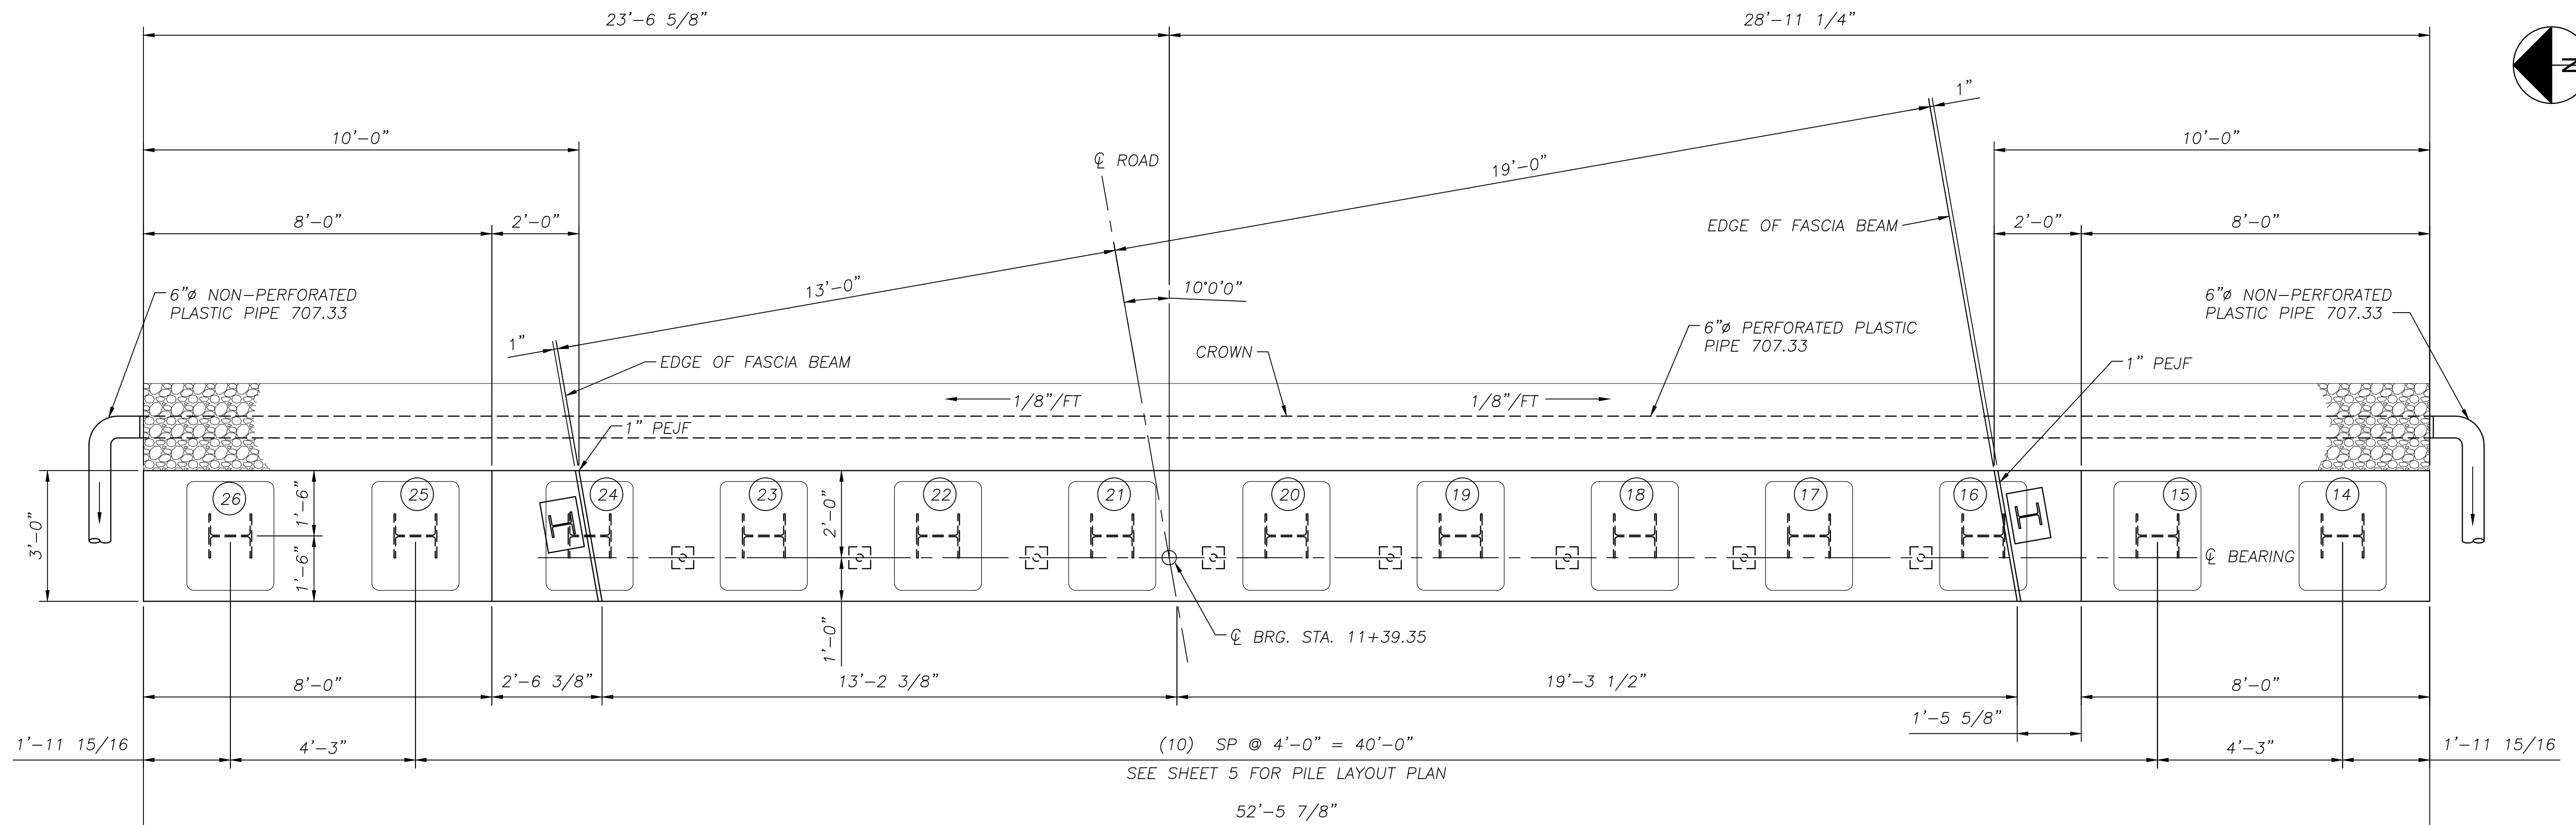 23'-6 5/8"
28'-11 1/4"
N
1"
10'-0"
10'-0"
℄ ROAD
19'-0"
8'-0"
2'-0"
EDGE OF FASCIA BEAM
2'-0"
8'-0"
13'-0"
10°0'0"
6"ø NON-PERFORATED
PLASTIC PIPE 707.33
6"ø NON-PERFORATED
PLASTIC PIPE 707.33
1"
6"ø PERFORATED PLASTIC
PIPE 707.33
CROWN
EDGE OF FASCIA BEAM
1" PEJF
1/8"/FT
1/8"/FT
1" PEJF
26
25
24
23
22
21
20
19
18
17
16
15
14
3'-0"
1'-6"
1'-6"
2'-0"
1'-0"
℄ BEARING
℄ BRG. STA. 11+39.35
8'-0"
2'-6 3/8"
13'-2 3/8"
19'-3 1/2"
8'-0"
1'-5 5/8"
1'-11 15/16
4'-3"
(10) SP @ 4'-0" = 40'-0"
4'-3"
1'-11 15/16
SEE SHEET 5 FOR PILE LAYOUT PLAN
52'-5 7/8"